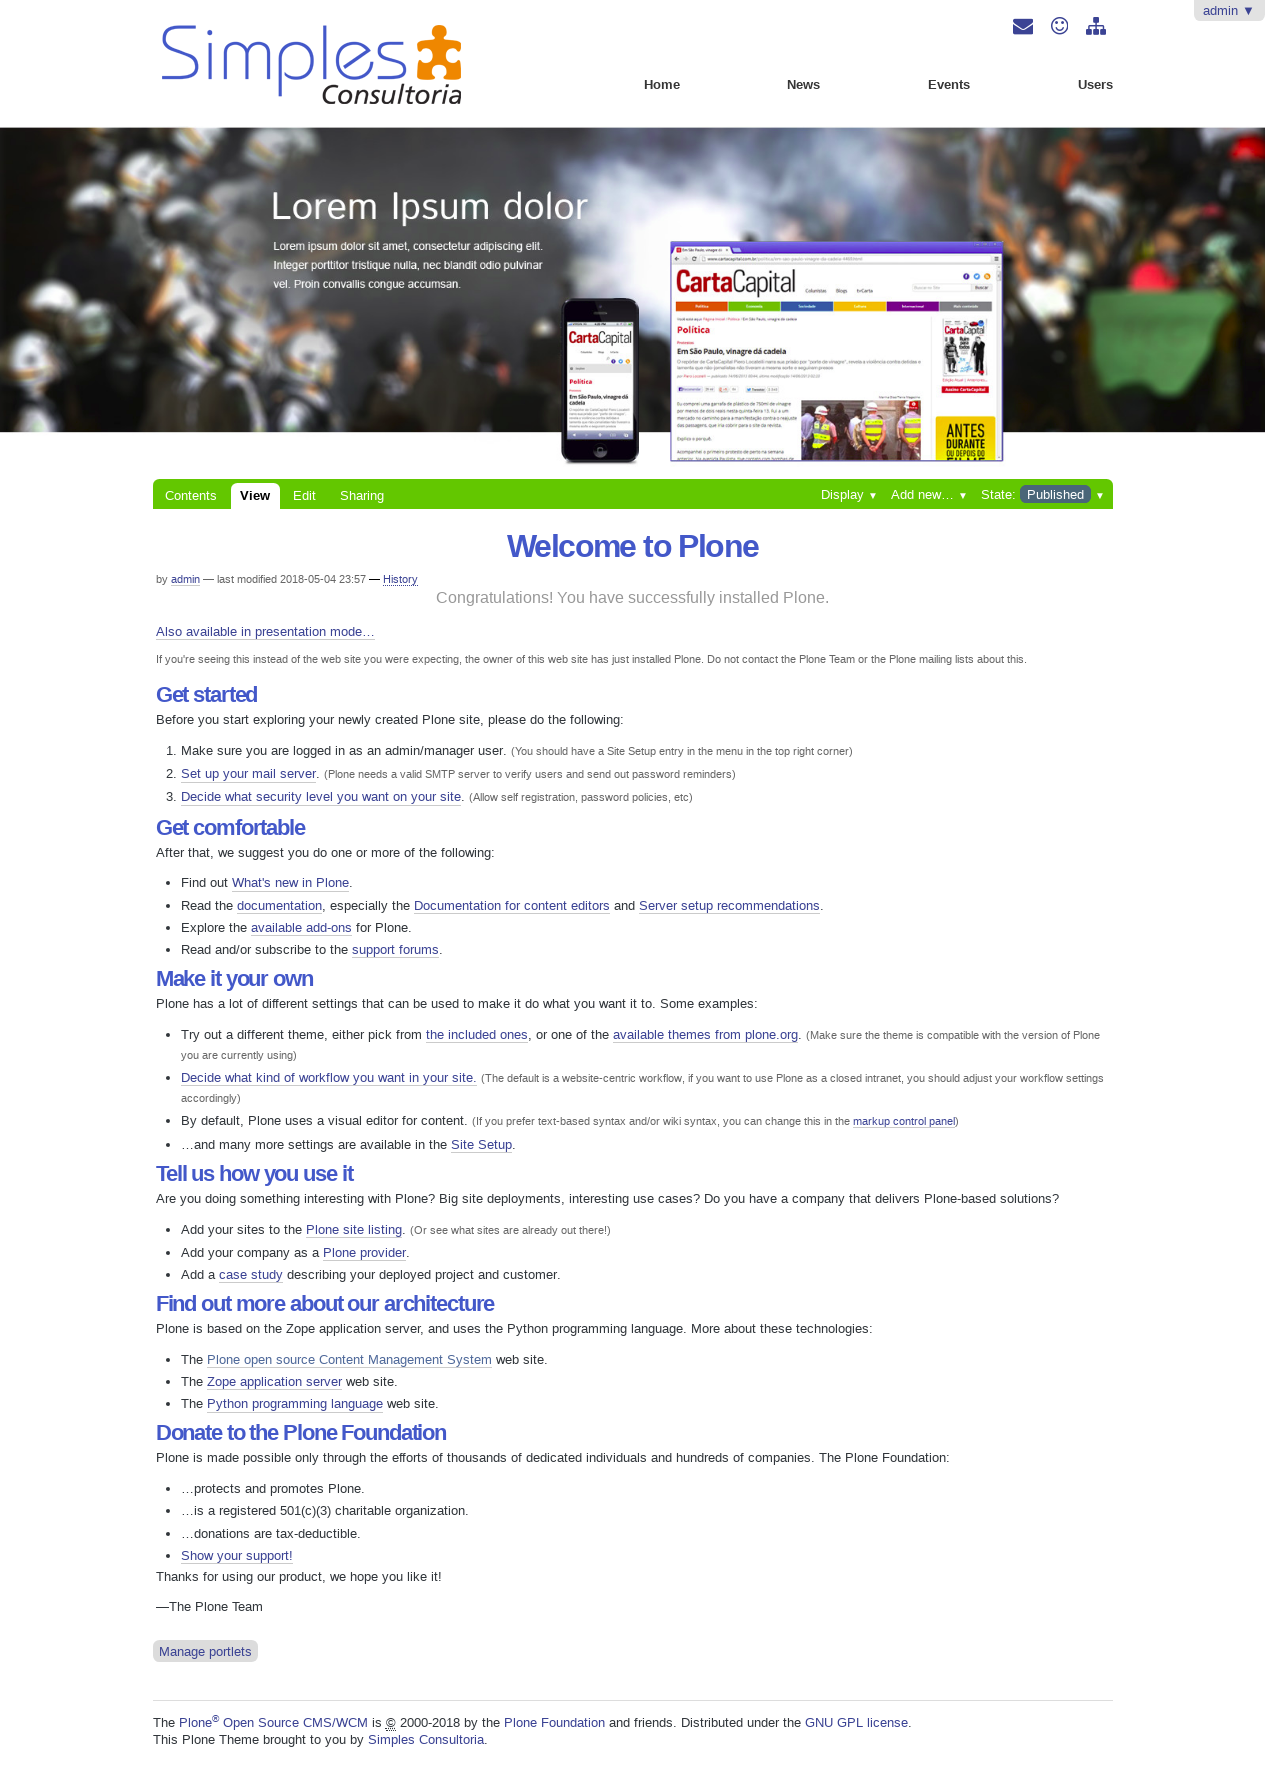 admin ▼
Simples
Consultoria
Home News Events Users
Lorem Ipsum dolor
Lorem ipsum dolor sit amet, consectetur adipiscing elit.
Integer porttitor tristique nulla, nec blandit odio pulvinar
vel. Proin convallis congue accumsan.
CartaCapital
Política
Em São Paulo, vinagre dá cadeia
CartaCapital
Política
Em São Paulo, vinagre dá
cadeia
ANTES
DURANTE
OU DEPOIS DO
Contents View Edit Sharing Display ▼ Add new… ▼ State: Published ▼
Welcome to Plone
by admin — last modified 2018-05-04 23:57 — History
Congratulations! You have successfully installed Plone.
Also available in presentation mode…
If you're seeing this instead of the web site you were expecting, the owner of this web site has just installed Plone. Do not contact the Plone Team or the Plone mailing lists about this.
Get started
Before you start exploring your newly created Plone site, please do the following:
1. Make sure you are logged in as an admin/manager user. (You should have a Site Setup entry in the menu in the top right corner)
2. Set up your mail server. (Plone needs a valid SMTP server to verify users and send out password reminders)
3. Decide what security level you want on your site. (Allow self registration, password policies, etc)
Get comfortable
After that, we suggest you do one or more of the following:
• Find out What's new in Plone.
• Read the documentation, especially the Documentation for content editors and Server setup recommendations.
• Explore the available add-ons for Plone.
• Read and/or subscribe to the support forums.
Make it your own
Plone has a lot of different settings that can be used to make it do what you want it to. Some examples:
• Try out a different theme, either pick from the included ones, or one of the available themes from plone.org. (Make sure the theme is compatible with the version of Plone
you are currently using)
• Decide what kind of workflow you want in your site. (The default is a website-centric workflow, if you want to use Plone as a closed intranet, you should adjust your workflow settings
accordingly)
• By default, Plone uses a visual editor for content. (If you prefer text-based syntax and/or wiki syntax, you can change this in the markup control panel)
• …and many more settings are available in the Site Setup.
Tell us how you use it
Are you doing something interesting with Plone? Big site deployments, interesting use cases? Do you have a company that delivers Plone-based solutions?
• Add your sites to the Plone site listing. (Or see what sites are already out there!)
• Add your company as a Plone provider.
• Add a case study describing your deployed project and customer.
Find out more about our architecture
Plone is based on the Zope application server, and uses the Python programming language. More about these technologies:
• The Plone open source Content Management System web site.
• The Zope application server web site.
• The Python programming language web site.
Donate to the Plone Foundation
Plone is made possible only through the efforts of thousands of dedicated individuals and hundreds of companies. The Plone Foundation:
• …protects and promotes Plone.
• …is a registered 501(c)(3) charitable organization.
• …donations are tax-deductible.
• Show your support!
Thanks for using our product, we hope you like it!
—The Plone Team
Manage portlets
The Plone® Open Source CMS/WCM is © 2000-2018 by the Plone Foundation and friends. Distributed under the GNU GPL license.
This Plone Theme brought to you by Simples Consultoria.